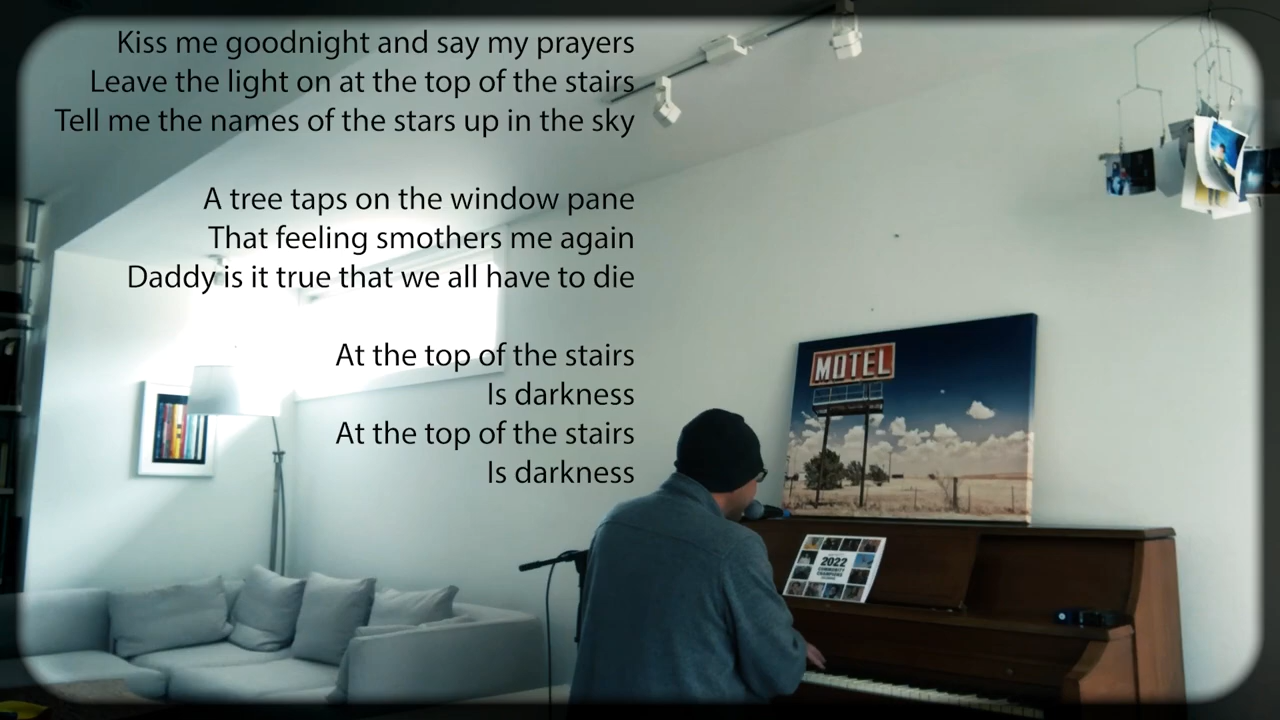 Kiss me goodnight and say my prayers
Leave the light on at the top of the stairs
Tell me the names of the stars up in the sky
A tree taps on the window pane
That feeling smothers me again
Daddy is it true that we all have to die
At the top of the stairs
Is darkness
At the top of the stairs
Is darkness
MOTEL
2022
COMMUNITY
CHAMPIONS